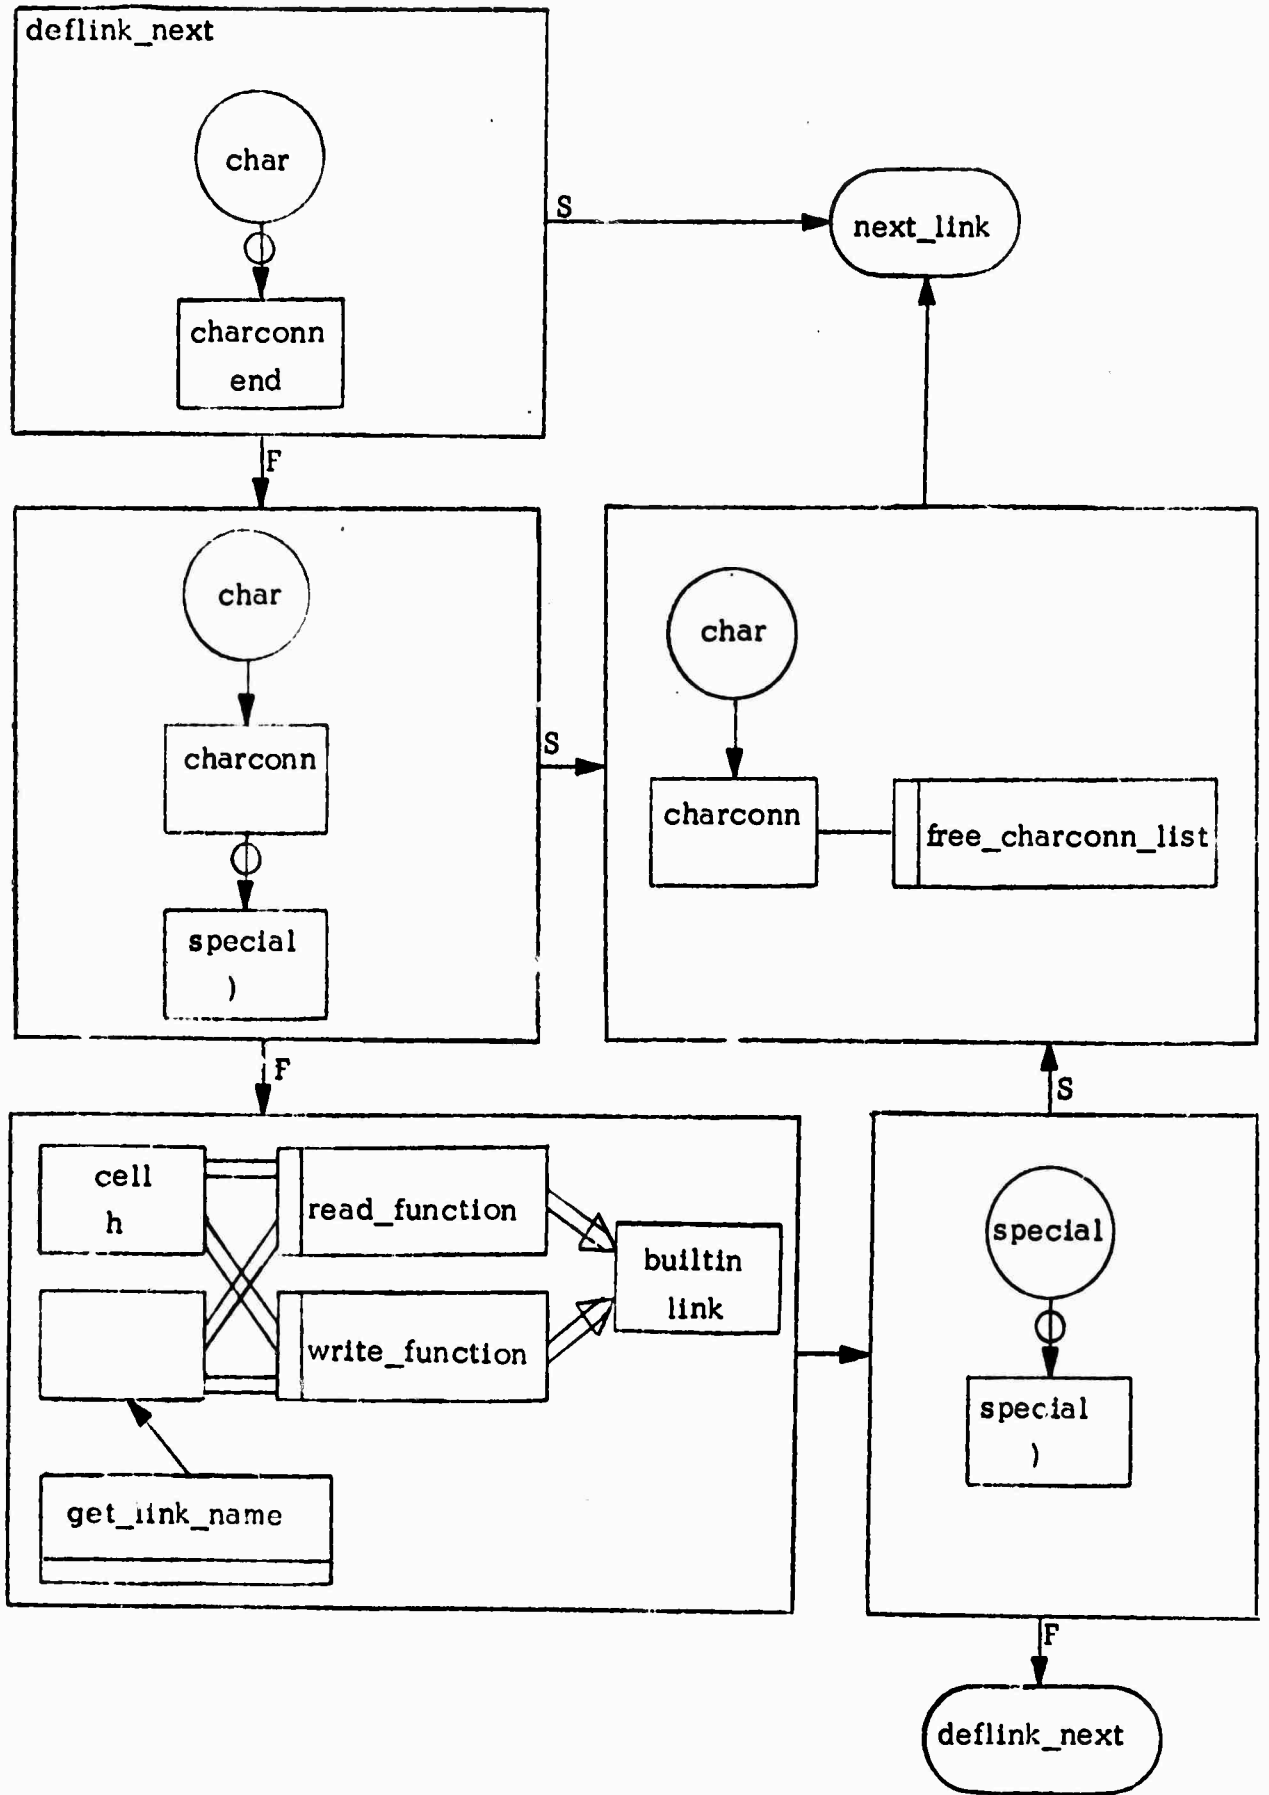 deflink_next
char
charconn
end
S
next_link
F
char
charconn
special
)
S
char
charconn
free_charconn_list
F
cell
h
read_function
write_function
builtin
link
get_link_name
S
special
special
)
F
deflink_next